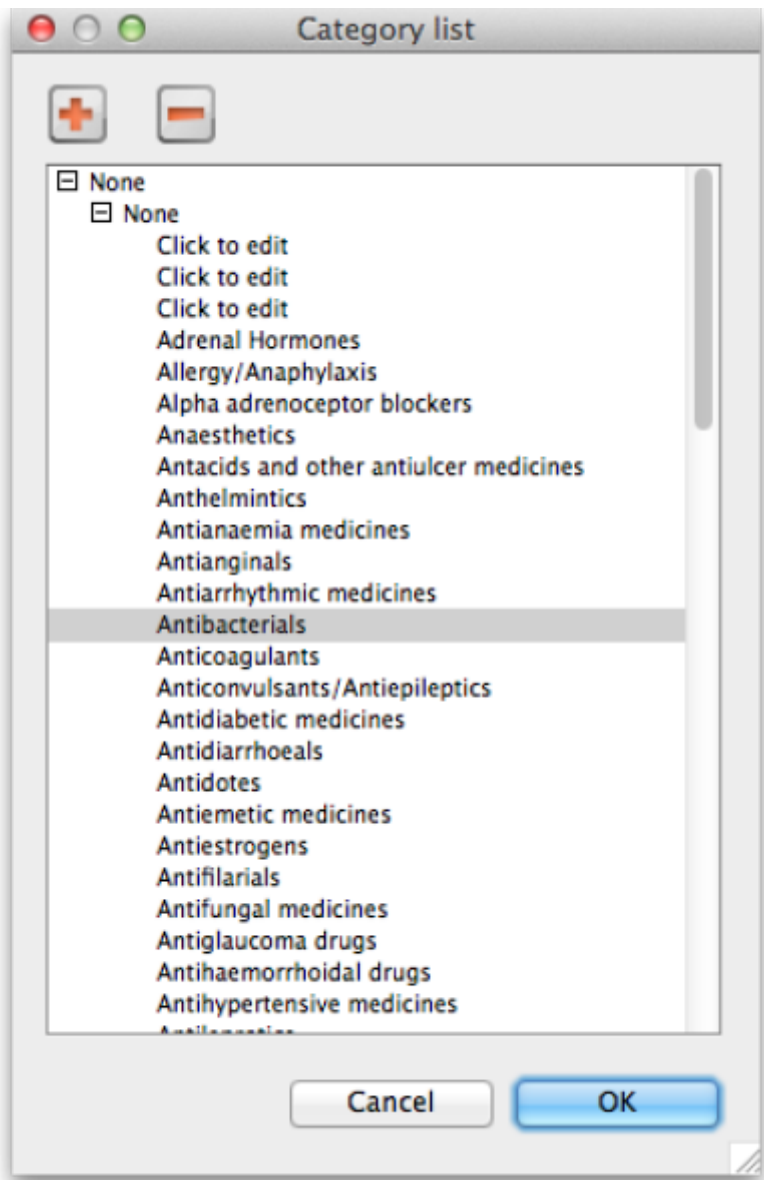 Category list
None
None
Click to edit
Click to edit
Click to edit
Adrenal Hormones
Allergy/Anaphylaxis
Alpha adrenoceptor blockers
Anaesthetics
Antacids and other antiulcer medicines
Anthelmintics
Antianaemia medicines
Antianginals
Antiarrhythmic medicines
Antibacterials
Anticoagulants
Anticonvulsants/Antiepileptics
Antidiabetic medicines
Antidiarrhoeals
Antidotes
Antiemetic medicines
Antiestrogens
Antifilarials
Antifungal medicines
Antiglaucoma drugs
Antihaemorrhoidal drugs
Antihypertensive medicines
Cancel OK